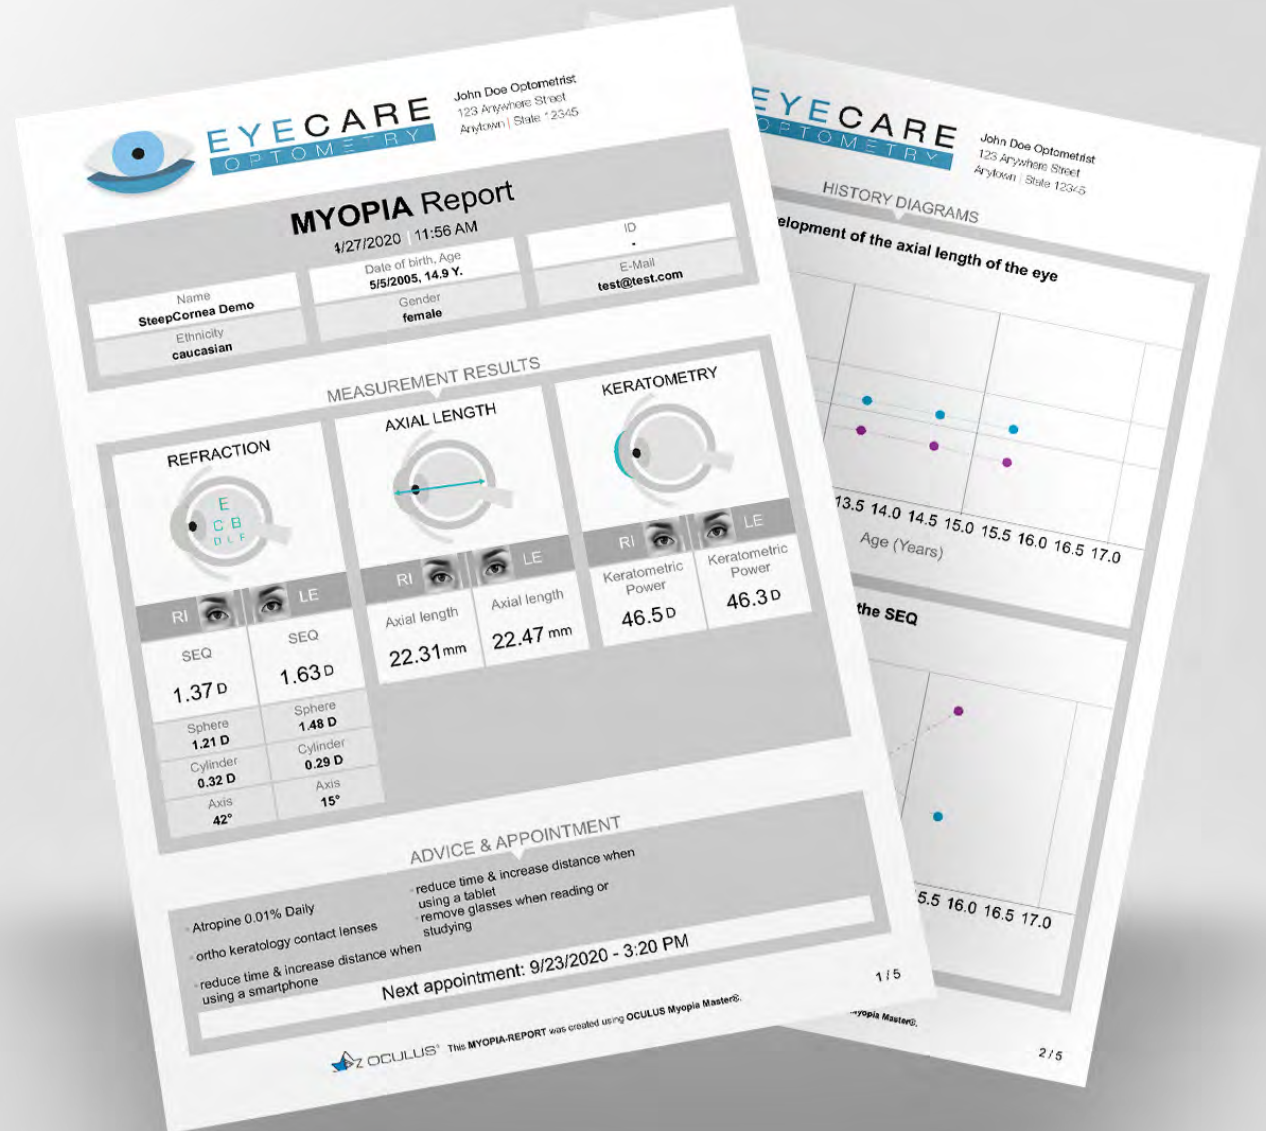 EYECARE
OPTOMETRY
John Doe Optometrist
123 Anywhere Street
Anytown | State 12345
MYOPIA Report
4/27/2020 | 11:56 AM
Name
SteepCornea Demo
Date of birth, Age
5/5/2005, 14.9 Y.
ID
-
Ethnicity
caucasian
Gender
female
E-Mail
test@test.com
MEASUREMENT RESULTS
REFRACTION
E
C B
D L F
RI LE
SEQ SEQ
1.37 D 1.63 D
Sphere Sphere
1.21 D 1.48 D
Cylinder Cylinder
0.32 D 0.29 D
Axis Axis
42° 15°
AXIAL LENGTH
RI LE
Axial length Axial length
22.31 mm 22.47 mm
KERATOMETRY
RI LE
Keratometric Keratometric
Power Power
46.5 D 46.3 D
ADVICE & APPOINTMENT
Atropine 0.01% Daily
ortho keratology contact lenses
reduce time & increase distance when
using a smartphone
reduce time & increase distance when
using a tablet
remove glasses when reading or
studying
Next appointment: 9/23/2020 - 3:20 PM
OCULUS® This MYOPIA-REPORT was created using OCULUS Myopia Master®.
1 / 5
EYECARE
OPTOMETRY
John Doe Optometrist
123 Anywhere Street
Anytown | State 12345
HISTORY DIAGRAMS
elopment of the axial length of the eye
13.5 14.0 14.5 15.0 15.5 16.0 16.5 17.0
Age (Years)
the SEQ
5.5 16.0 16.5 17.0
Myopia Master®.
2 / 5